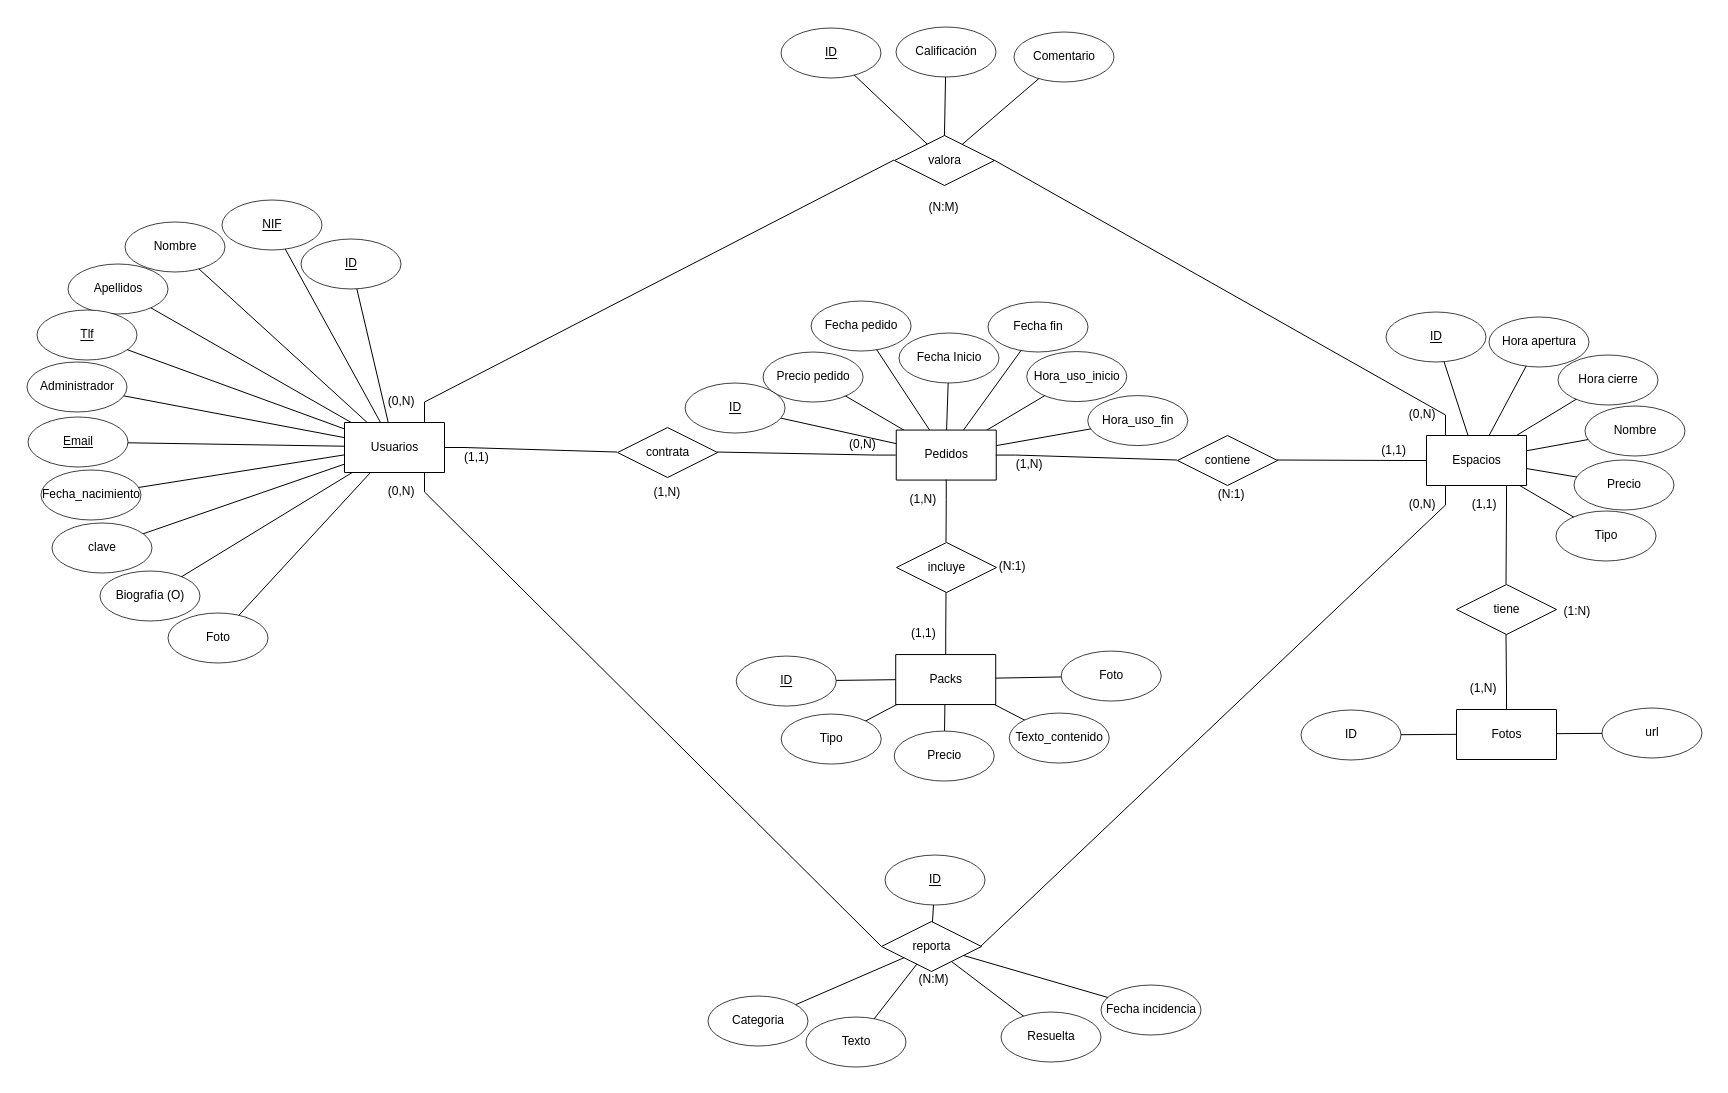 ID
Calificación
Comentario
valora
(N:M)
NIF
Nombre
ID
Apellidos
Tlf
Administrador
Email
Fecha_nacimiento
clave
Biografía (O)
Foto
Usuarios
(0,N)
(1,1)
(0,N)
contrata
(1,N)
Fecha pedido
Fecha fin
Fecha Inicio
Precio pedido
Hora_uso_inicio
ID
Hora_uso_fin
(0,N)
Pedidos
(1,N)
(1,N)
contiene
(N:1)
ID
Hora apertura
Hora cierre
Nombre
Precio
Tipo
(0,N)
(1,1)
Espacios
(0,N)
(1,1)
incluye
(N:1)
(1,1)
tiene
(1:N)
(1,N)
ID
Packs
Foto
Tipo
Precio
Texto_contenido
ID
Fotos
url
ID
reporta
(N:M)
Categoria
Texto
Resuelta
Fecha incidencia